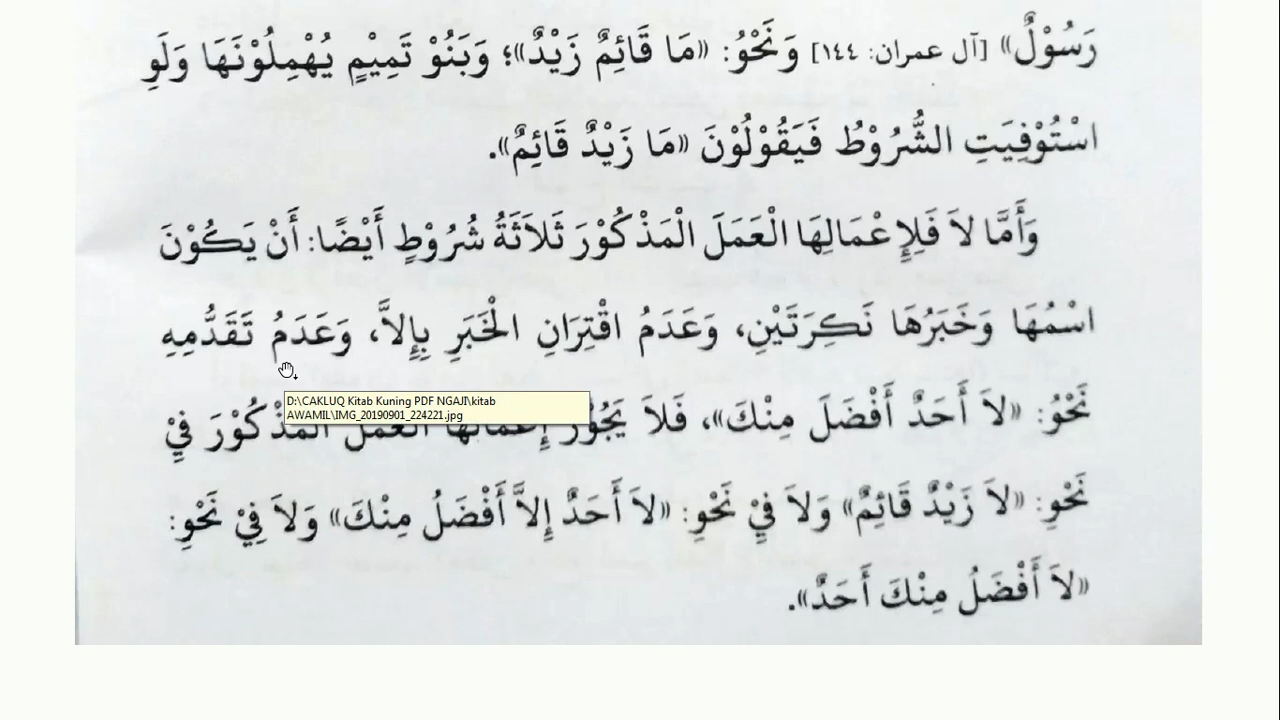 رَسُوْلٌ» [آل عمران: ١٤٤] وَنَحْوُ: «مَا قَائِمٌ زَيْدٌ»؛ وَبَنُوْ تَمِيْمٍ يُهْمِلُوْنَهَا وَلَوِ
اسْتُوْفِيَتِ الشُّرُوْطُ فَيَقُوْلُوْنَ «مَا زَيْدٌ قَائِمٌ».
وَأَمَّا لاَ فَلِإِعْمَالِهَا الْعَمَلَ الْمَذْكُوْرَ ثَلاَثَةُ شُرُوْطٍ أَيْضًا: أَنْ يَكُوْنَ
اسْمُهَا وَخَبَرُهَا نَكِرَتَيْنِ، وَعَدَمُ اقْتِرَانِ الْخَبَرِ بِإِلاَّ، وَعَدَمُ تَقَدُّمِهِ
D:\CAKLUQ Kitab Kuning PDF NGAJI\kitab
AWAMIL\IMG_20190901_224221.jpg
نَحْوُ: «لاَ أَحَدٌ أَفْضَلَ مِنْكَ»، فَلاَ يَجُوْزُ إِعْمَالُهَا الْعَمَلَ الْمَذْكُوْرَ فِيْ
نَحْوِ: «لاَ زَيْدٌ قَائِمٌ» وَلاَ فِيْ نَحْوِ: «لاَ أَحَدٌ إِلاَّ أَفْضَلُ مِنْكَ» وَلاَ فِيْ نَحْوِ:
«لاَ أَفْضَلُ مِنْكَ أَحَدٌ».